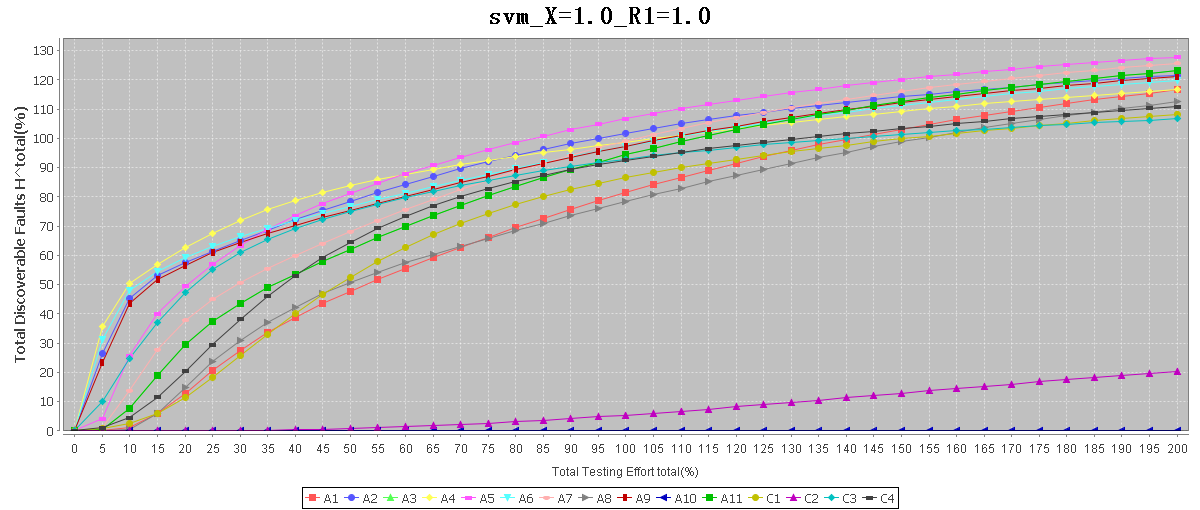 svm_X=1.0_R1=1.0
Total Discoverable Faults H^total(%)
130
120
110
100
90
80
70
60
50
40
30
20
10
0
0 5 10 15 20 25 30 35 40 45 50 55 60 65 70 75 80 85 90 95 100 105 110 115 120 125 130 135 140 145 150 155 160 165 170 175 180 185 190 195 200
Total Testing Effort total(%)
A1 A2 A3 A4 A5 A6 A7 A8 A9 A10 A11 C1 C2 C3 C4